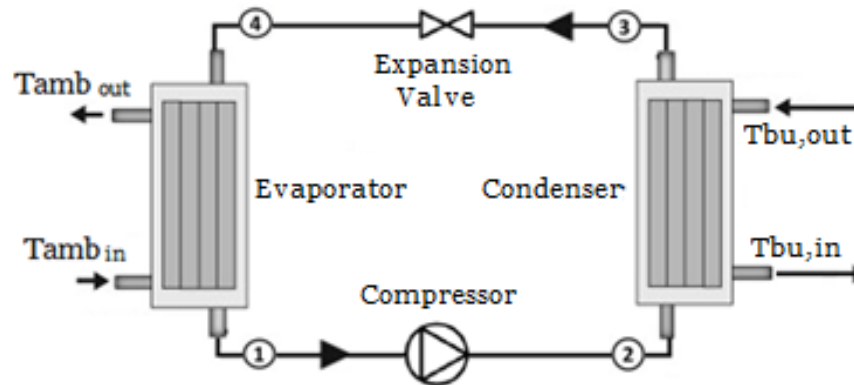 4
3
Expansion
Valve
Tamb out
Tbu,out
Evaporator
Condenser
Tamb in
Tbu,in
Compressor
1
2